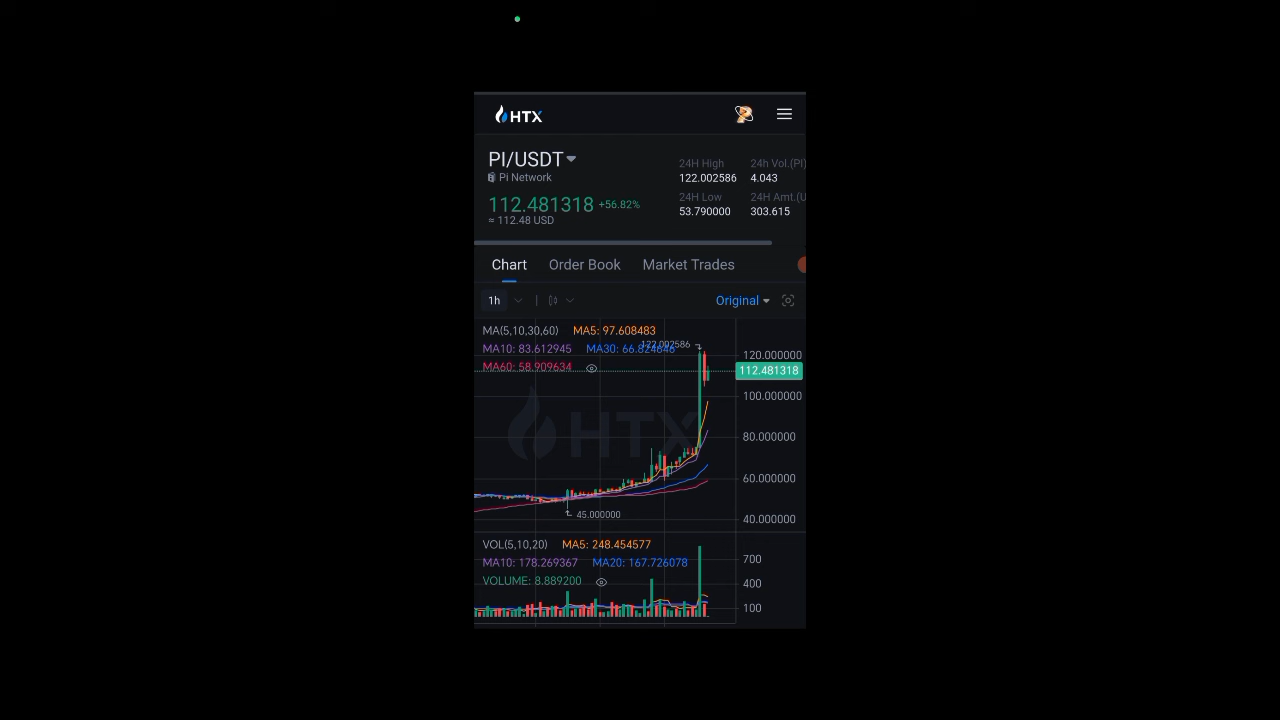 HTX
PI/USDT
Pi Network
112.481318 +56.82%
≈ 112.48 USD
24H High
122.002586
24h Vol.(PI)
4.043
24H Low
53.790000
24H Amt.(U
303.615
Chart Order Book Market Trades
1h
Original
MA(5,10,30,60) MA5: 97.608483
MA10: 83.612945 MA30: 66.824646
MA60: 58.909634
122.002586
120.000000
112.481318
100.000000
80.000000
60.000000
40.000000
HTX
45.000000
VOL(5,10,20) MA5: 248.454577
MA10: 178.269367 MA20: 167.726078
VOLUME: 8.889200
700
400
100